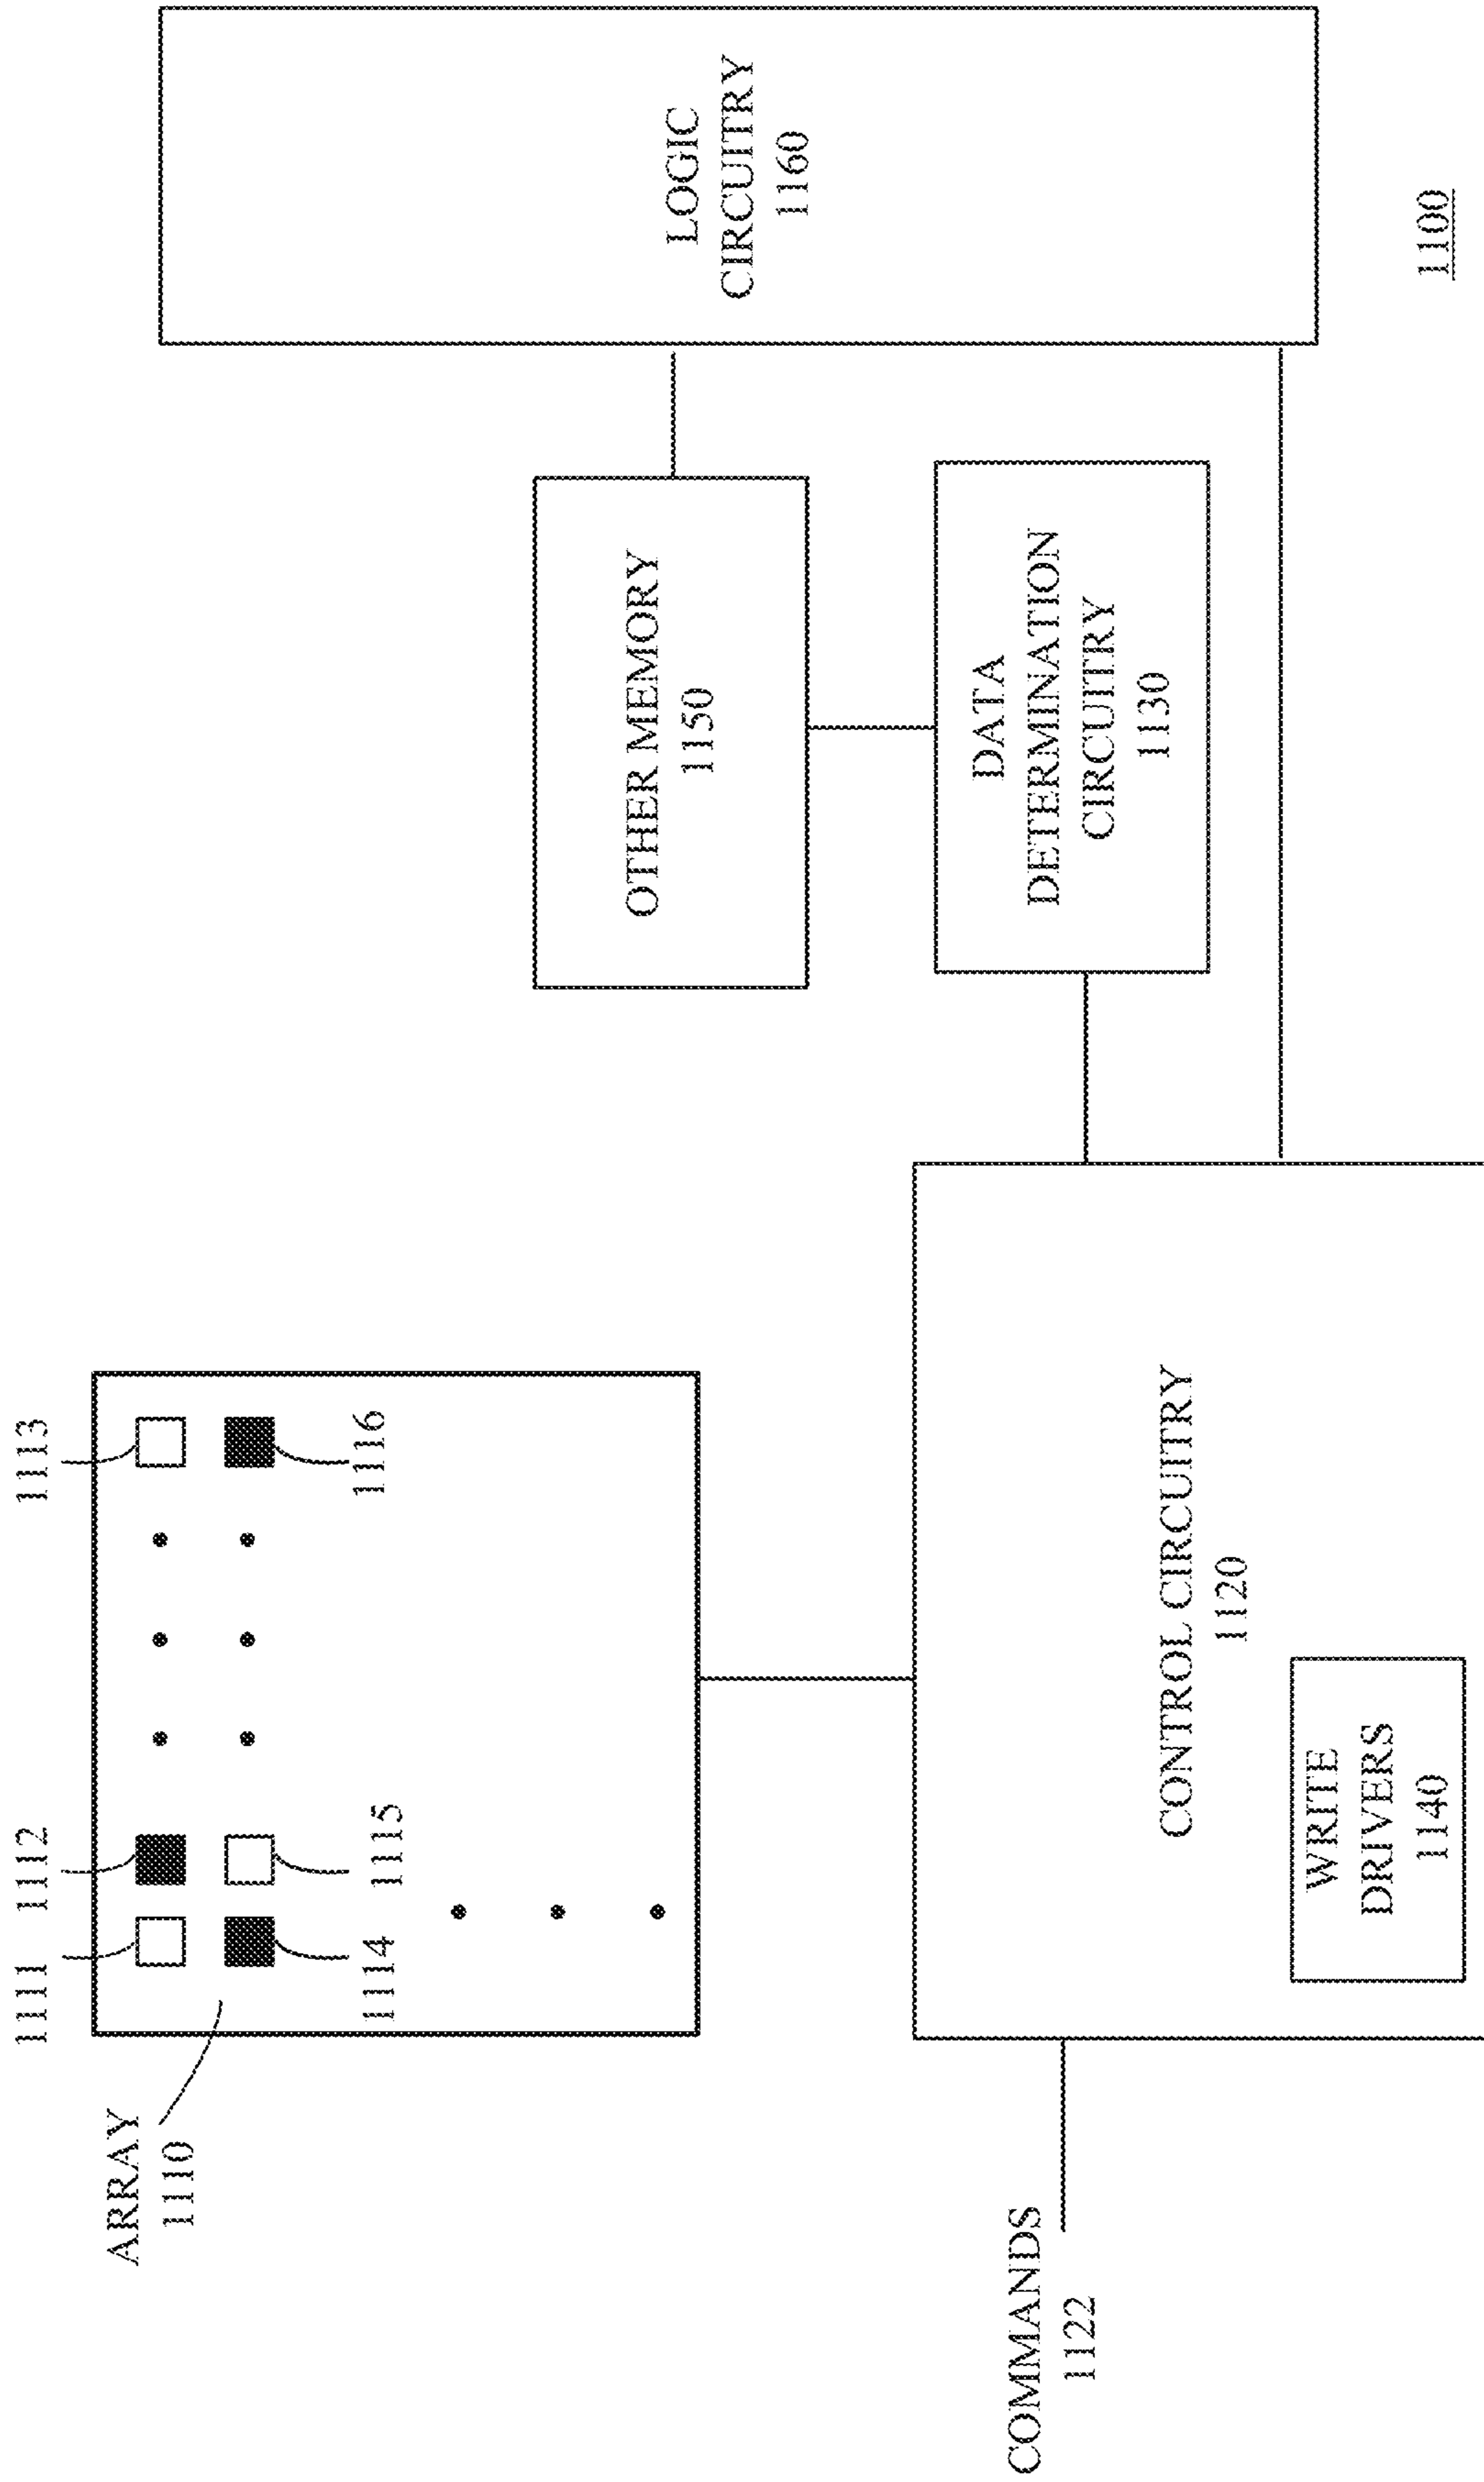 1111
1112
1113
ARRAY
1110
1114
1115
1116
COMMANDS
1122
CONTROL CIRCUITRY
1120
WRITE
DRIVERS
1140
OTHER MEMORY
1150
DATA
DETERMINATION
CIRCUITRY
1130
LOGIC
CIRCUITRY
1160
1100